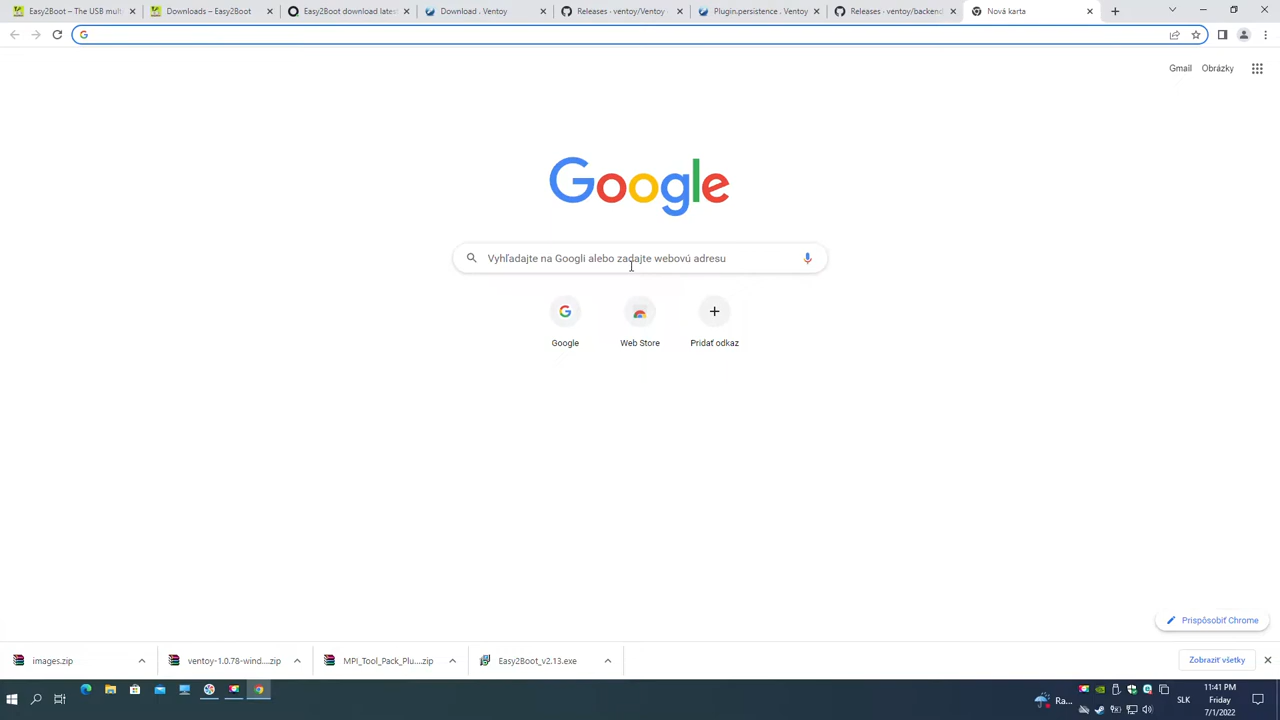 Easy2Boot – The USB mult
Downloads – Easy2Boot
Easy2Boot download lates
Download . Ventoy
Releases · ventoy/Ventoy
Plugin.persistence . Ventoy
Releases · ventoy/backend
Nová karta
Gmail Obrázky
Google
Vyhľadajte na Googli alebo zadajte webovú adresu
Google
Web Store
Pridať odkaz
Prispôsobiť Chrome
images.zip
ventoy-1.0.78-wind....zip
MPI_Tool_Pack_Plu....zip
Easy2Boot_v2.13.exe
Zobraziť všetky
Ra...
SLK
11:41 PM
Friday
7/1/2022